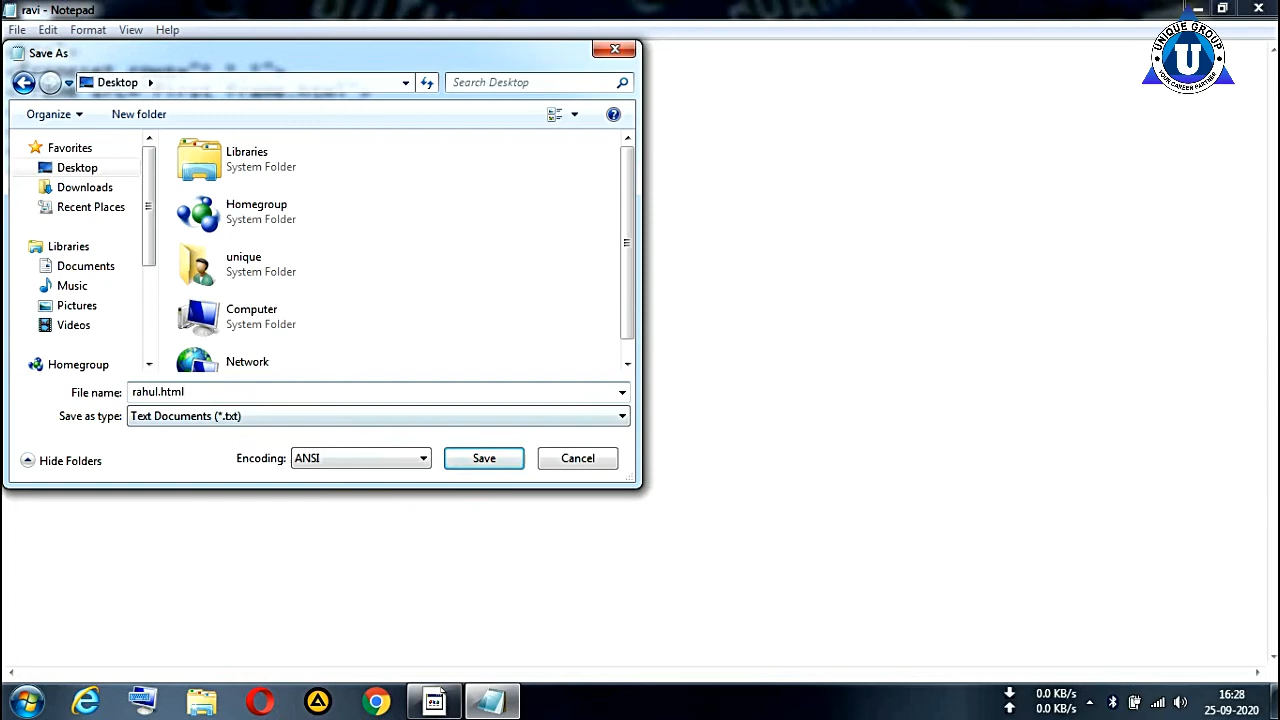 ravi - Notepad
File Edit Format View Help
UNIQUE GROUP
U
YOUR CAREER PARTNER
Save As
Desktop
Search Desktop
Organize New folder
Favorites
Desktop
Downloads
Recent Places
Libraries
Documents
Music
Pictures
Videos
Homegroup
Libraries
System Folder
Homegroup
System Folder
unique
System Folder
Computer
System Folder
Network
File name: rahul.html
Save as type: Text Documents (*.txt)
Hide Folders Encoding: ANSI Save Cancel
0.0 KB/s
0.0 KB/s
16:28
25-09-2020